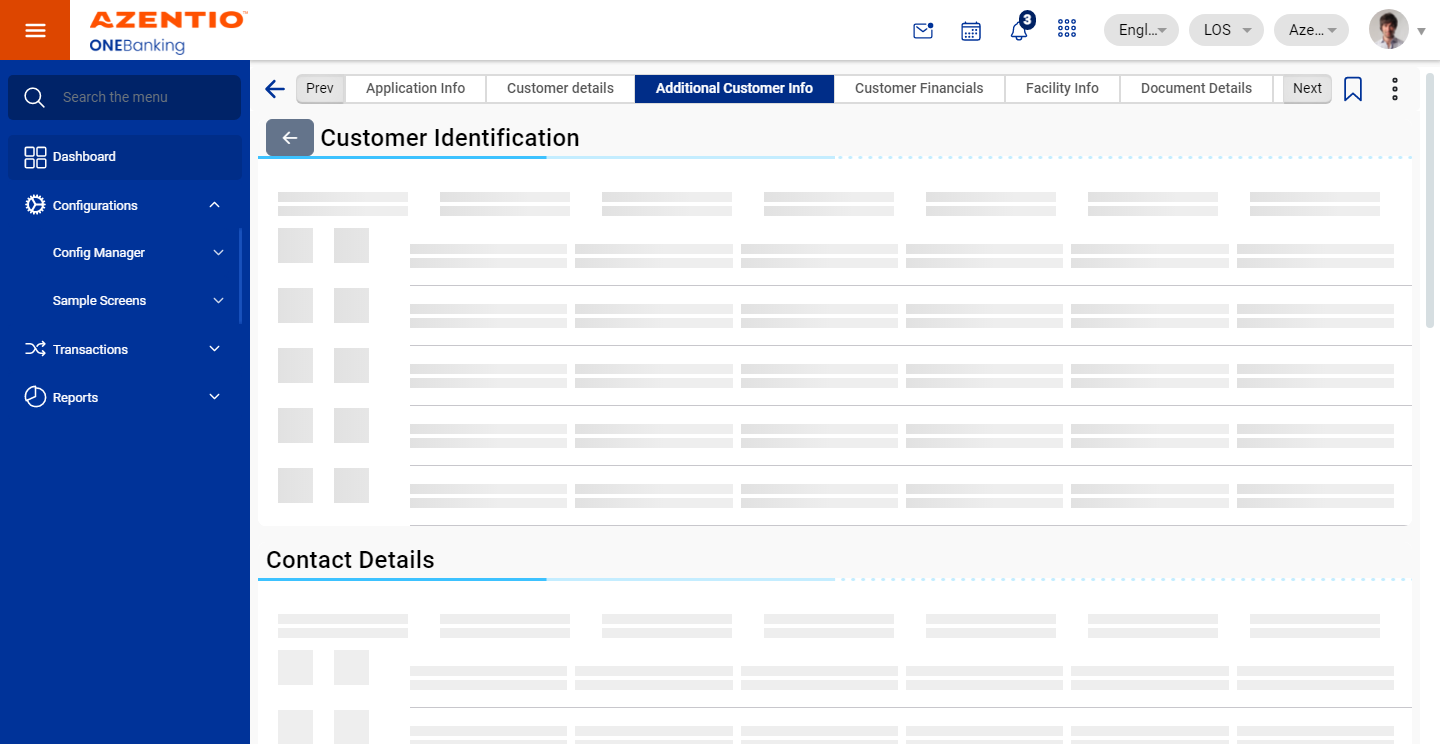 AZENTIO™
ONEBanking
3
Engl...
LOS
Aze...
Search the menu
Dashboard
Configurations
Config Manager
Sample Screens
Transactions
Reports
Prev
Application Info
Customer details
Additional Customer Info
Customer Financials
Facility Info
Document Details
Next
Customer Identification
Contact Details